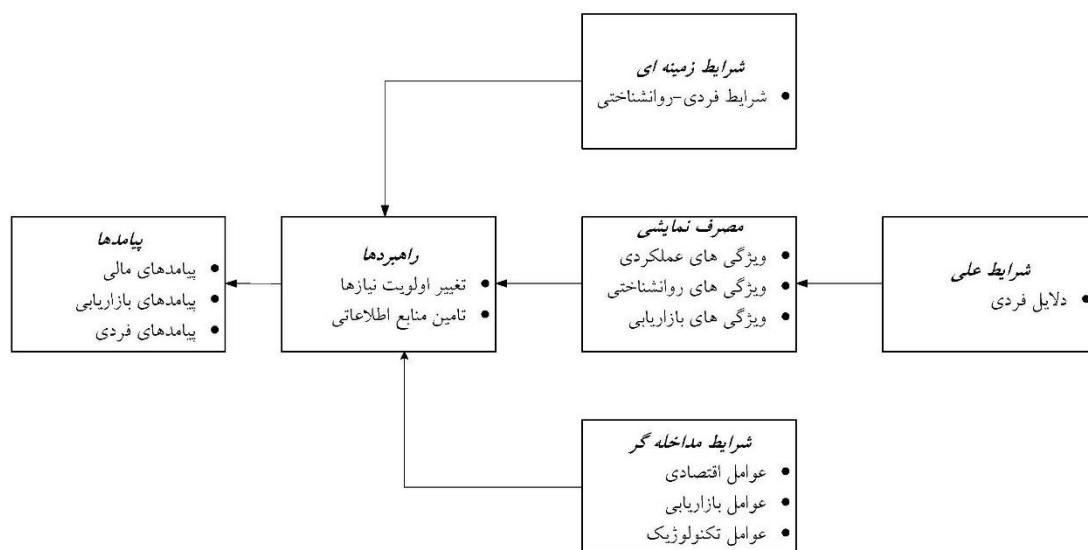 شرایط زمینه ای
شرایط فردی-روانشناختی
شرایط علی
دلایل فردی
مصرف نمایشی
ویژگی های عملکردی
ویژگی های روانشناختی
ویژگی های بازاریابی
راهبردها
تغییر اولویت نیازها
تامین منابع اطلاعاتی
پیامدها
پیامدهای مالی
پیامدهای بازاریابی
پیامدهای فردی
شرایط مداخله گر
عوامل اقتصادی
عوامل بازاریابی
عوامل تکنولوژیک